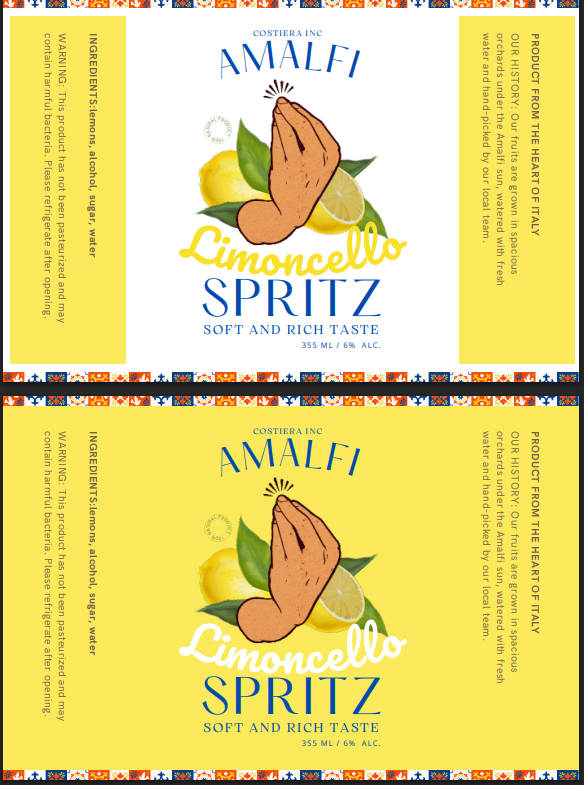 INGREDIENTS:lemons, alcohol, sugar, water
WARNING: This product has not been pasteurized and may
contain harmful bacteria. Please refrigerate after opening.
COSTIERA INC
AMALFI
Limoncello
SPRITZ
SOFT AND RICH TASTE
355 ML / 6% ALC.
PRODUCT FROM THE HEART OF ITALY
OUR HISTORY: Our fruits are grown in spacious
orchards under the Amalfi sun, watered with fresh
water and hand-picked by our local team.
INGREDIENTS:lemons, alcohol, sugar, water
WARNING: This product has not been pasteurized and may
contain harmful bacteria. Please refrigerate after opening.
COSTIERA INC
AMALFI
Limoncello
SPRITZ
SOFT AND RICH TASTE
355 ML / 6% ALC.
PRODUCT FROM THE HEART OF ITALY
OUR HISTORY: Our fruits are grown in spacious
orchards under the Amalfi sun, watered with fresh
water and hand-picked by our local team.